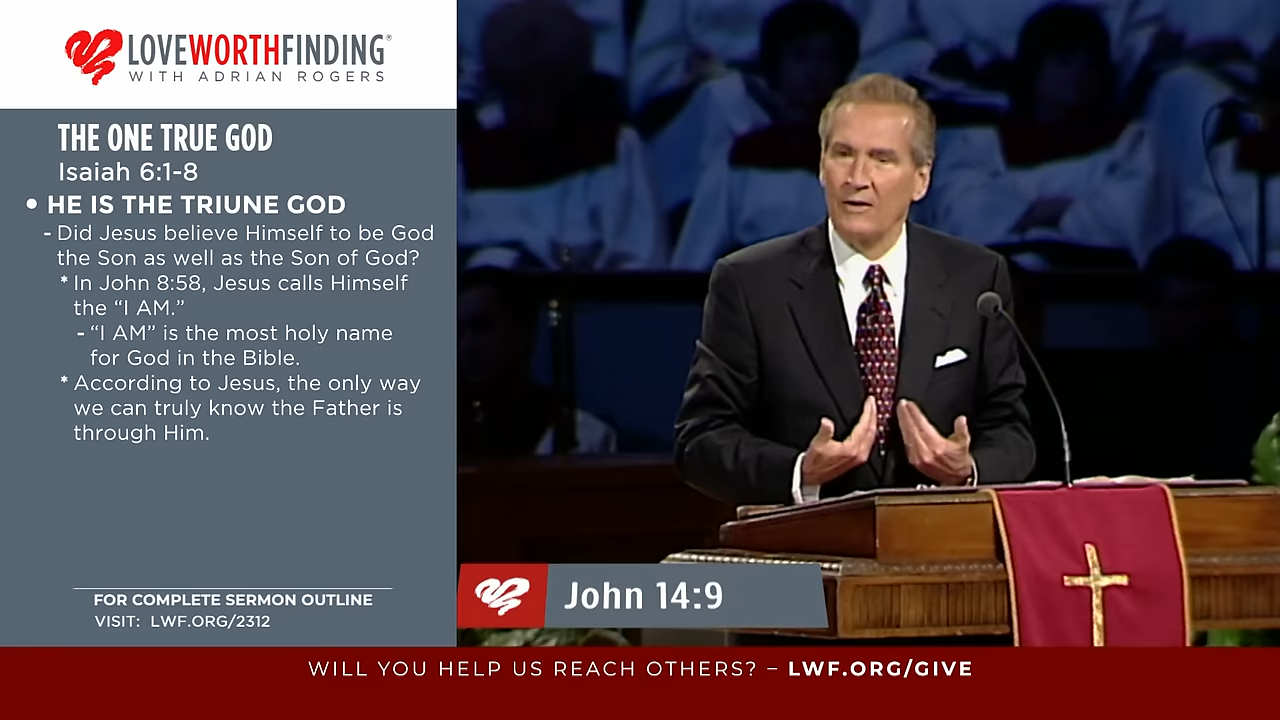 LOVEWORTHFINDING®
WITH ADRIAN ROGERS
THE ONE TRUE GOD
Isaiah 6:1-8
• HE IS THE TRIUNE GOD
- Did Jesus believe Himself to be God
the Son as well as the Son of God?
* In John 8:58, Jesus calls Himself
the “I AM.”
- “I AM” is the most holy name
for God in the Bible.
* According to Jesus, the only way
we can truly know the Father is
through Him.
FOR COMPLETE SERMON OUTLINE
VISIT: LWF.ORG/2312
John 14:9
WILL YOU HELP US REACH OTHERS? – LWF.ORG/GIVE